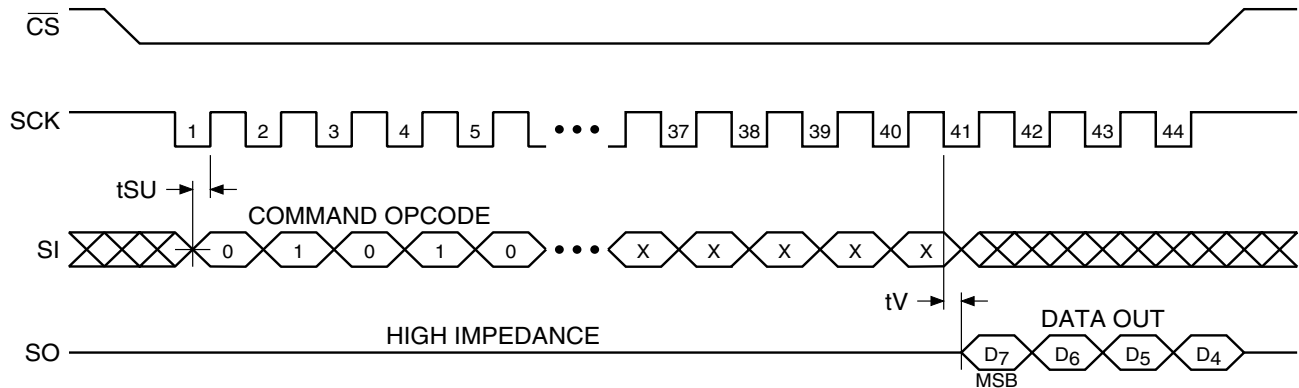 CS
SCK 1 2 3 4 5 37 38 39 40 41 42 43 44
tSU
COMMAND OPCODE
SI 0 1 0 1 0 X X X X X
tV
HIGH IMPEDANCE DATA OUT
SO D7 D6 D5 D4
MSB